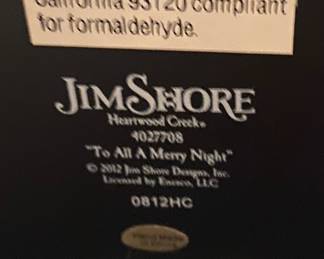 California 93120 compliant
for formaldehyde.
JIM SHORE
Heartwood Creek®
4027708
"To All A Merry Night"
© 2012 Jim Shore Designs, Inc.
Licensed by Enesco, LLC
0812HC